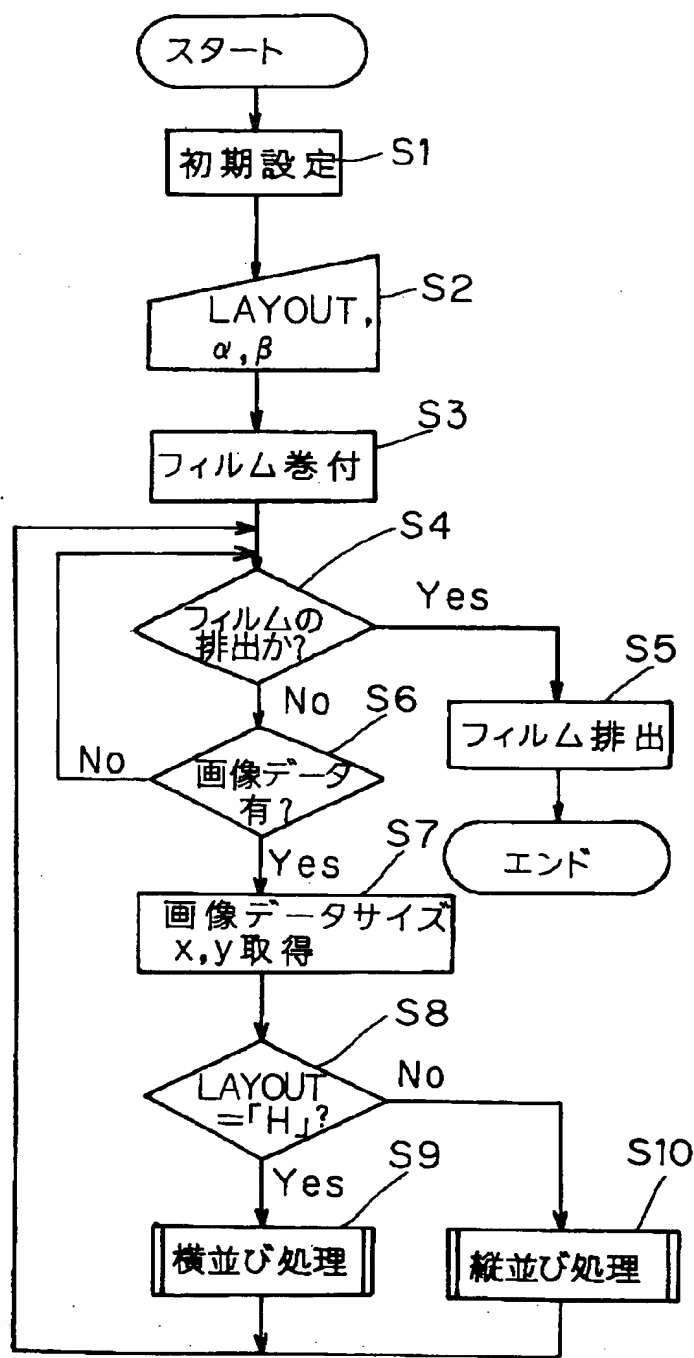 スタート
初期設定
S1
LAYOUT,
α,β
S2
フィルム巻付
S3
S4
フィルムの
排出か?
Yes
No
S5
フィルム排出
エンド
S6
画像データ
有?
No
Yes
S7
画像データサイズ
x,y取得
S8
LAYOUT
=「H」?
No
Yes
S9
横並び処理
S10
縦並び処理